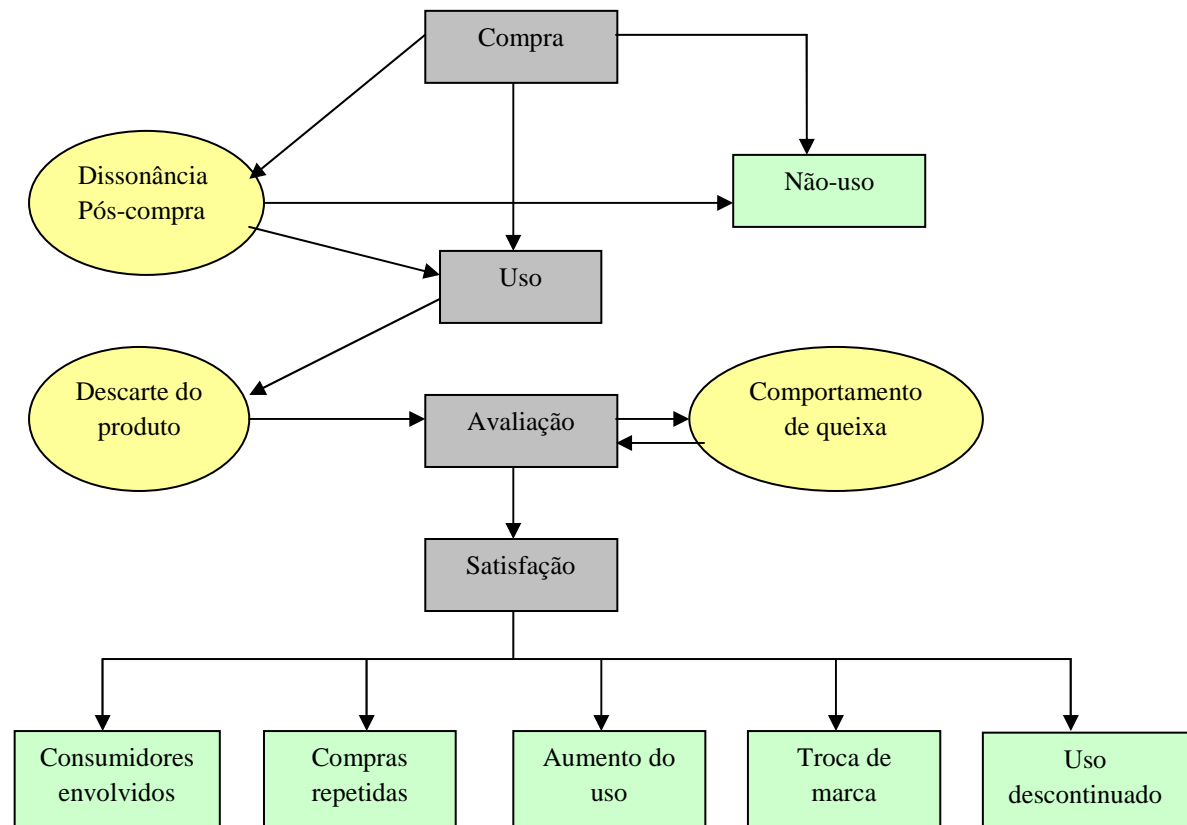 Compra
Dissonância
Pós-compra
Não-uso
Uso
Descarte do
produto
Avaliação
Comportamento
de queixa
Satisfação
Consumidores
envolvidos
Compras
repetidas
Aumento do
uso
Troca de
marca
Uso
descontinuado